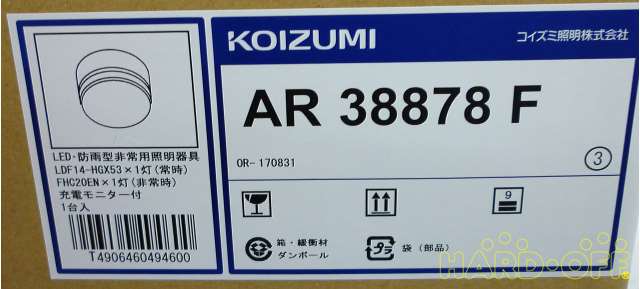 KOIZUMI
コイズミ照明株式会社
AR 38878 F
OR-170831
3
LED・防雨型非常用照明器具
LDF14-HGX53×1灯(常時)
FHC20EN×1灯(非常時)
充電モニター付
1台入
T4906460494600
9
箱・緩衝材
ダンボール
プラ
袋(部品)
HARD・OFF